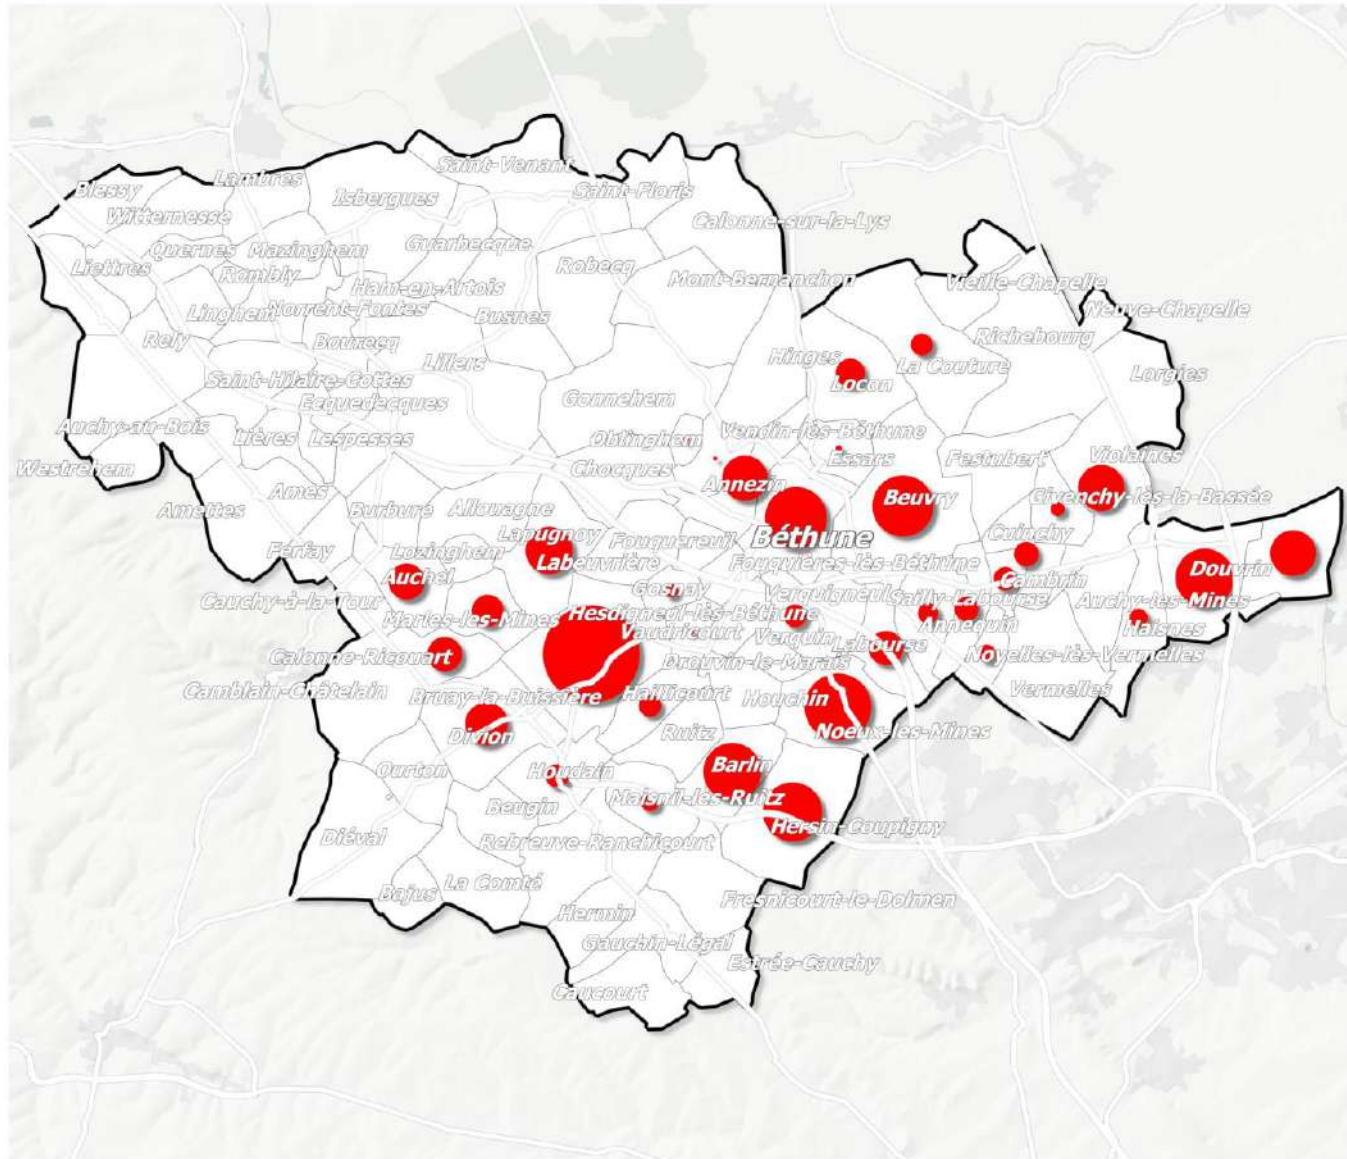 Saint-Venant
Blessy
Lambres
Isbergues
Saint-Floris
Witternesse
Calonne-sur-la-Lys
Quernes
Mazinghem
Guarbecque
Liettres
Rombly
Robecq
Mont-Bernanchon
Vieille-Chapelle
Ham-en-Artois
Linghem
Norrent-Fontes
Busnes
Neuve-Chapelle
Rely
Bourecq
Richebourg
Lillers
Hinges
La Couture
Locon
Lorgies
Saint-Hilaire-Cottes
Ecquedecques
Gonnehem
Auchy-au-Bois
Lières
Lespesses
Oblinghem
Vendin-lès-Béthune
Westrehem
Chocques
Essars
Festubert
Violaines
Ames
Annezin
Beuvry
Givenchy-lès-la-Bassée
Amettes
Burbure
Allouagne
Lapugnoy
Fouquereuil
Béthune
Cuinchy
Ferfay
Lozinghem
Labeuvrière
Fouquières-lès-Béthune
Douvrin
Auchel
Gosnay
Verquigneul
Cambrin
Cauchy-à-la-Tour
Sailly-Labourse
Auchy-les-Mines
Marles-les-Mines
Hesdigneul-lès-Béthune
Vaudricourt
Verquin
Annequin
Haisnes
Labourse
Calonne-Ricouart
Drouvin-le-Marais
Noyelles-lès-Vermelles
Camblain-Châtelain
Bruay-la-Buissière
Haillicourt
Houchin
Vermelles
Divion
Ruitz
Noeux-les-Mines
Ourton
Houdain
Barlin
Beugin
Maisnil-les-Ruitz
Hersin-Coupigny
Diéval
Rebreuve-Ranchicourt
Bajus
La Comté
Hermin
Fresnicourt-le-Dolmen
Gauchin-Légal
Estrée-Cauchy
Caucourt